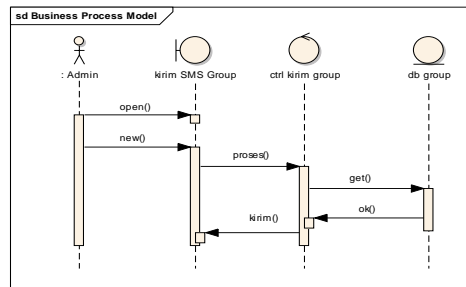 sd Business Process Model
: Admin
kirim SMS Group
ctrl kirim group
db group
open()
new()
proses()
get()
ok()
kirim()